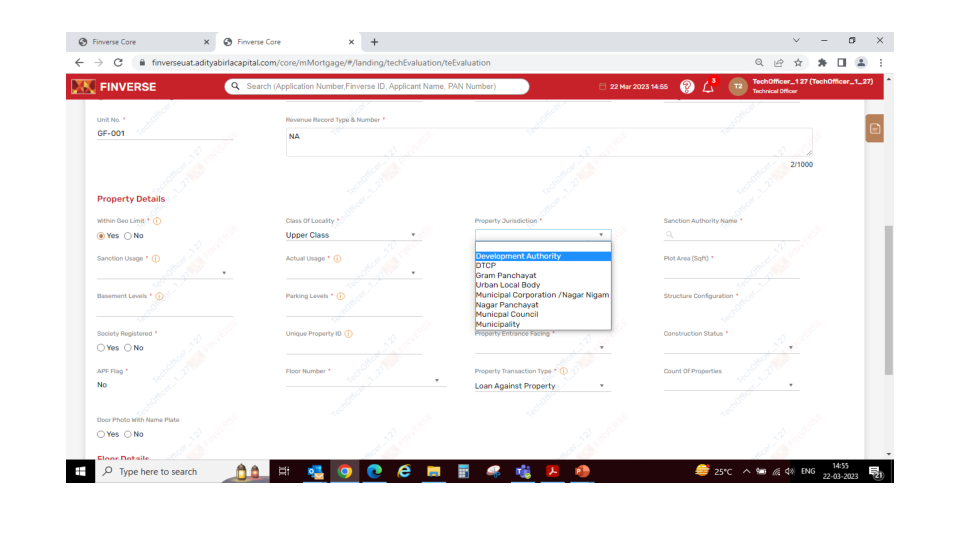 Finverse Core × Finverse Core × +
finverseuat.adityabirlacapital.com/core/mMortgage/#/landing/techEvaluation/teEvaluation
FINVERSE
Search (Application Number,Finverse ID, Applicant Name, PAN Number)
22 Mar 2023 14:55
3
T2
TechOfficer_1 27 (TechOfficer_1_27)
Technical Officer
Unit No. *
Revenue Record Type & Number *
GF-001
NA
2/1000
Property Details
Within Geo Limit * Class Of Locality * Property Jurisdiction * Sanction Authority Name *
Yes No Upper Class
Development Authority
DTCP
Gram Panchayat
Urban Local Body
Municipal Corporation /Nagar Nigam
Nagar Panchayat
Municpal Council
Municipality
Sanction Usage * Actual Usage * Plot Area (Sqft) *
Basement Levels * Parking Levels * Structure Configuration *
Society Registered * Unique Property ID Property Entrance Facing * Construction Status *
Yes No
APF Flag * Floor Number * Property Transaction Type * Count Of Properties
No Loan Against Property
Door Photo With Name Plate
Yes No
Floor Details
Type here to search
25°C ENG
14:55
22-03-2023
21